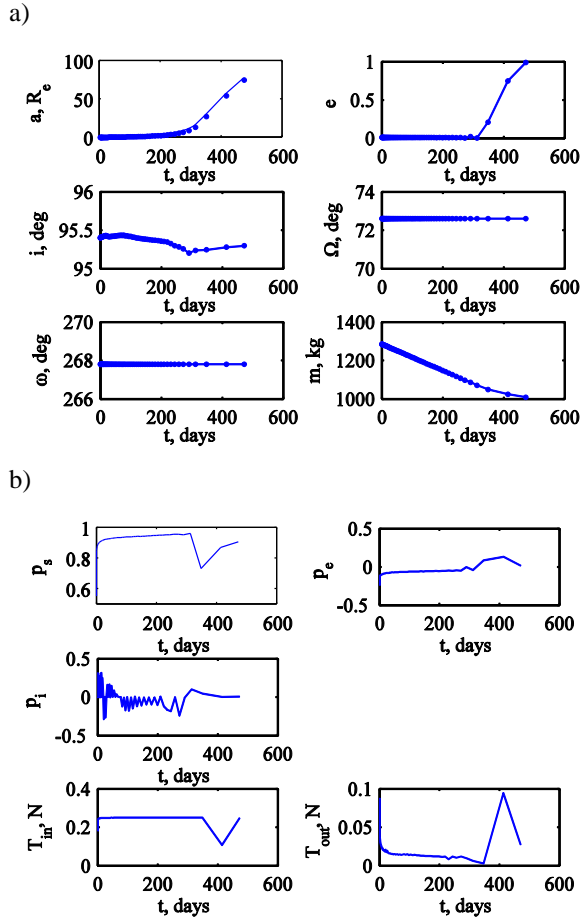 a)
100
50
0
a, R_e
0 200 400 600
t, days
1
0.5
0
e
0 200 400 600
t, days
96
95.5
95
i, deg
0 200 400 600
t, days
74
72
70
Ω, deg
0 200 400 600
t, days
270
268
266
ω, deg
0 200 400 600
t, days
1400
1200
1000
m, kg
0 200 400 600
t, days
b)
1
0.8
0.6
p_s
0 200 400 600
t, days
0.5
0
-0.5
p_e
0 200 400 600
t, days
0.5
0
-0.5
p_i
0 200 400 600
t, days
0.4
0.2
0
T_in, N
0 200 400 600
t, days
0.1
0.05
0
T_out, N
0 200 400 600
t, days